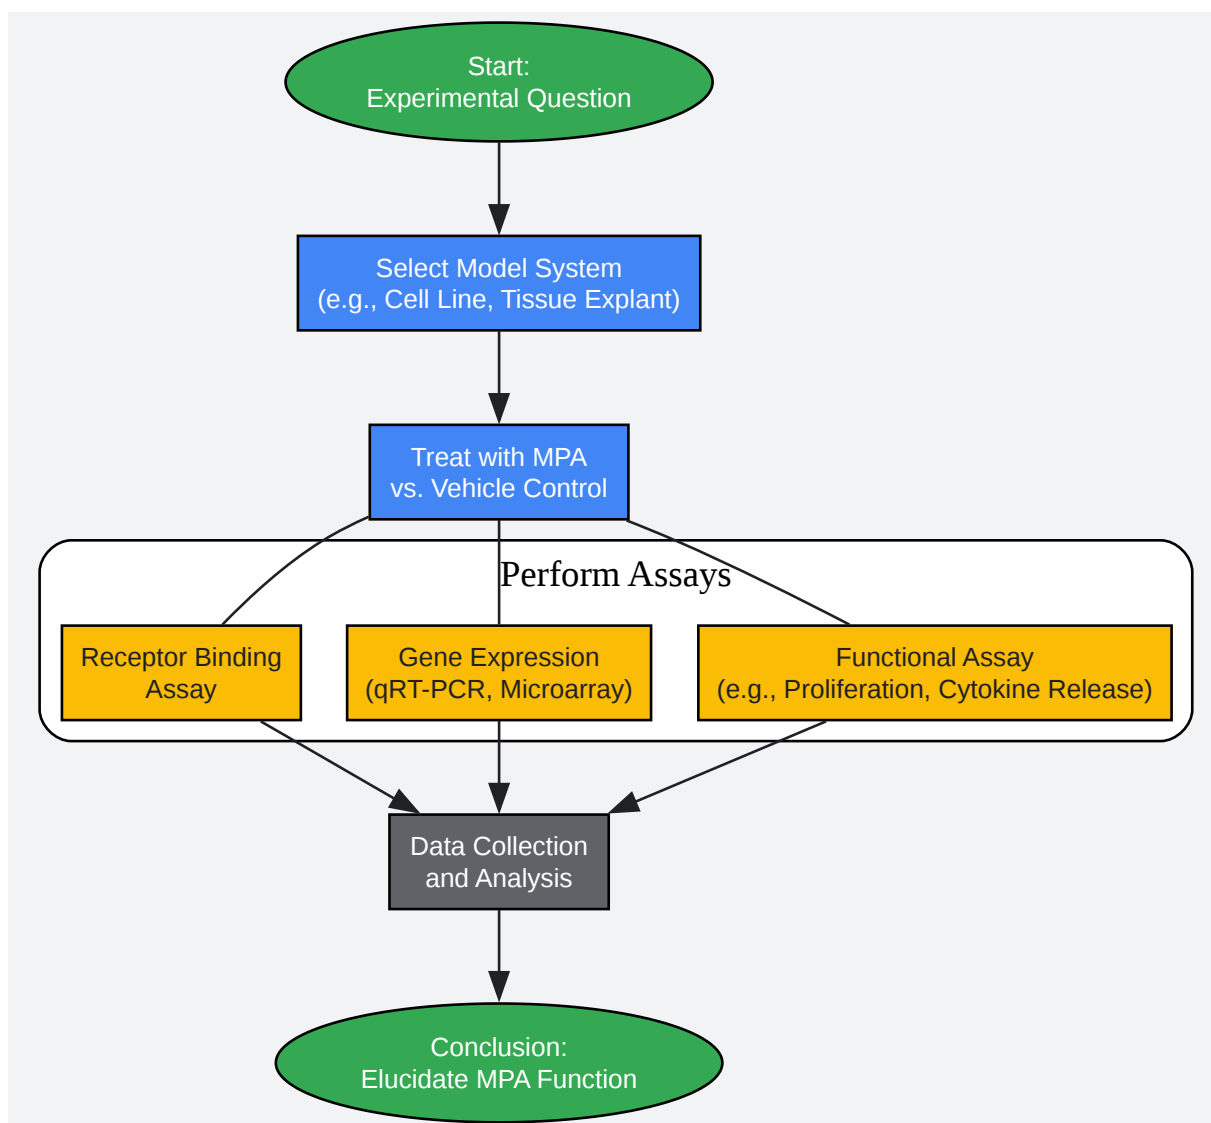 Start:
Experimental Question
Select Model System
(e.g., Cell Line, Tissue Explant)
Treat with MPA
vs. Vehicle Control
Perform Assays
Receptor Binding
Assay
Gene Expression
(qRT-PCR, Microarray)
Functional Assay
(e.g., Proliferation, Cytokine Release)
Data Collection
and Analysis
Conclusion:
Elucidate MPA Function